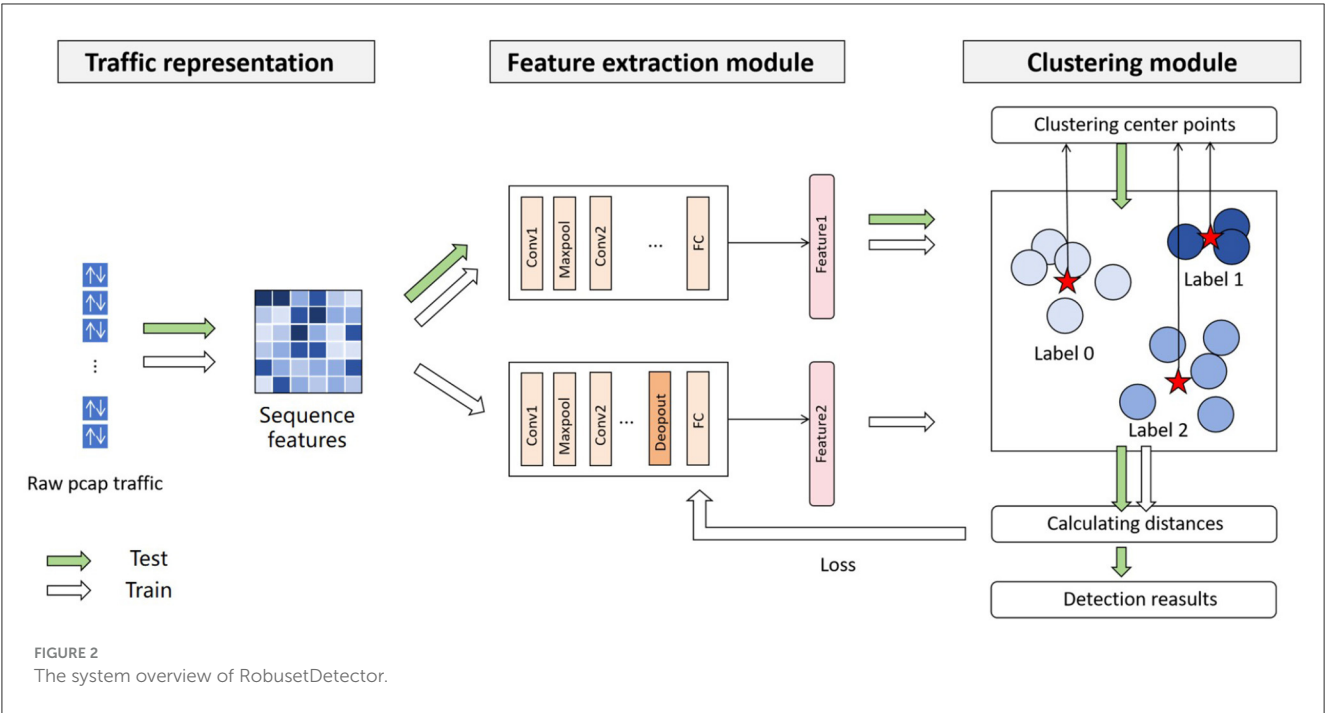 Traffic representation
Feature extraction module
Clustering module
Raw pcap traffic
Sequence
features
Test
Train
Conv1
Maxpool
Conv2
...
FC
Feature1
Conv1
Maxpool
Conv2
...
Deopout
FC
Feature2
Loss
Clustering center points
Label 0
Label 1
Label 2
Calculating distances
Detection reasults
FIGURE 2
The system overview of RobusetDetector.